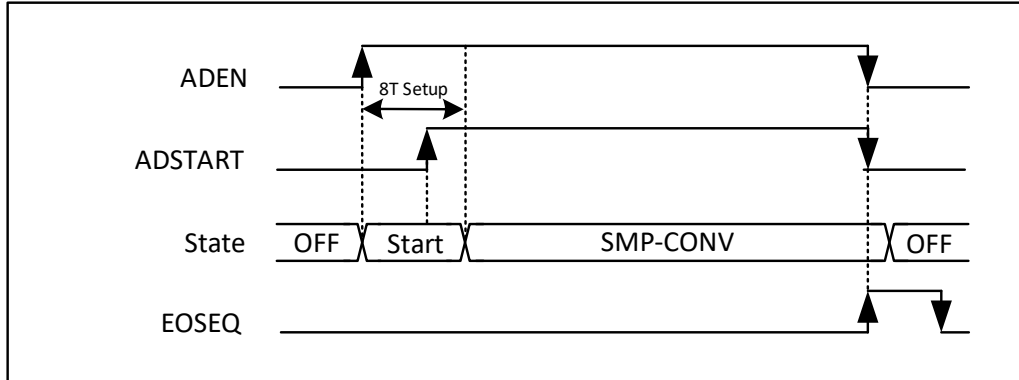 ADEN
8T Setup
ADSTART
State OFF Start SMP-CONV OFF
EOSEQ